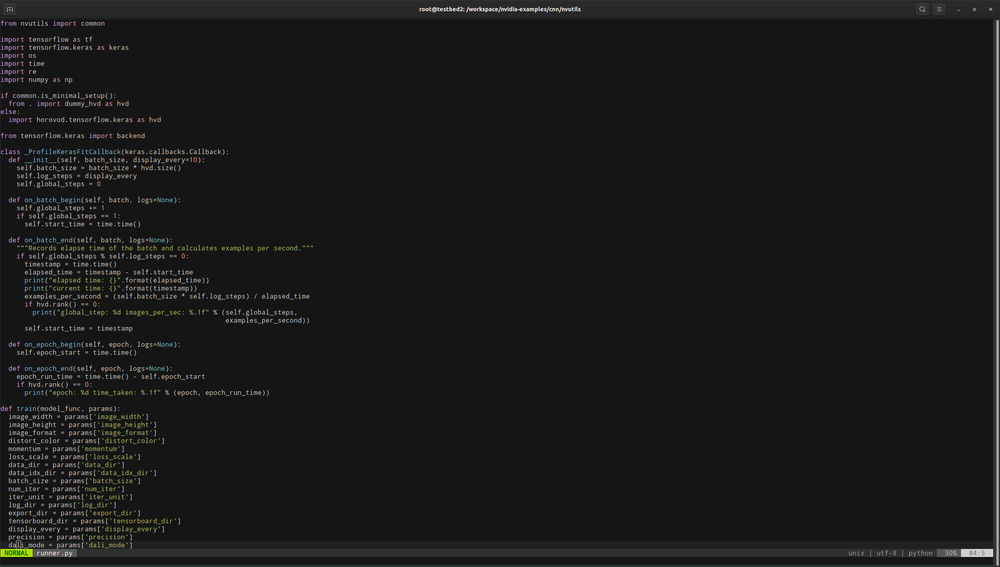 root@testbed2: /workspace/nvidia-examples/cnn/nvutils
from nvutils import common

import tensorflow as tf
import tensorflow.keras as keras
import os
import time
import re
import numpy as np

if common.is_minimal_setup():
  from . import dummy_hvd as hvd
else:
  import horovod.tensorflow.keras as hvd

from tensorflow.keras import backend

class _ProfileKerasFitCallback(keras.callbacks.Callback):
  def __init__(self, batch_size, display_every=10):
    self.batch_size = batch_size * hvd.size()
    self.log_steps = display_every
    self.global_steps = 0

  def on_batch_begin(self, batch, logs=None):
    self.global_steps += 1
    if self.global_steps == 1:
      self.start_time = time.time()

  def on_batch_end(self, batch, logs=None):
    """Records elapse time of the batch and calculates examples per second."""
    if self.global_steps % self.log_steps == 0:
      timestamp = time.time()
      elapsed_time = timestamp - self.start_time
      print("elapsed time: {}".format(elapsed_time))
      print("current time: {}".format(timestamp))
      examples_per_second = (self.batch_size * self.log_steps) / elapsed_time
      if hvd.rank() == 0:
        print("global_step: %d images_per_sec: %.1f" % (self.global_steps,
                                                        examples_per_second))
      self.start_time = timestamp

  def on_epoch_begin(self, epoch, logs=None):
    self.epoch_start = time.time()

  def on_epoch_end(self, epoch, logs=None):
    epoch_run_time = time.time() - self.epoch_start
    if hvd.rank() == 0:
      print("epoch: %d time_taken: %.1f" % (epoch, epoch_run_time))

def train(model_func, params):
  image_width = params['image_width']
  image_height = params['image_height']
  image_format = params['image_format']
  distort_color = params['distort_color']
  momentum = params['momentum']
  loss_scale = params['loss_scale']
  data_dir = params['data_dir']
  data_idx_dir = params['data_idx_dir']
  batch_size = params['batch_size']
  num_iter = params['num_iter']
  iter_unit = params['iter_unit']
  log_dir = params['log_dir']
  export_dir = params['export_dir']
  tensorboard_dir = params['tensorboard_dir']
  display_every = params['display_every']
  precision = params['precision']
  dali_mode = params['dali_mode']
NORMAL runner.py unix | utf-8 | python 30% 84:5